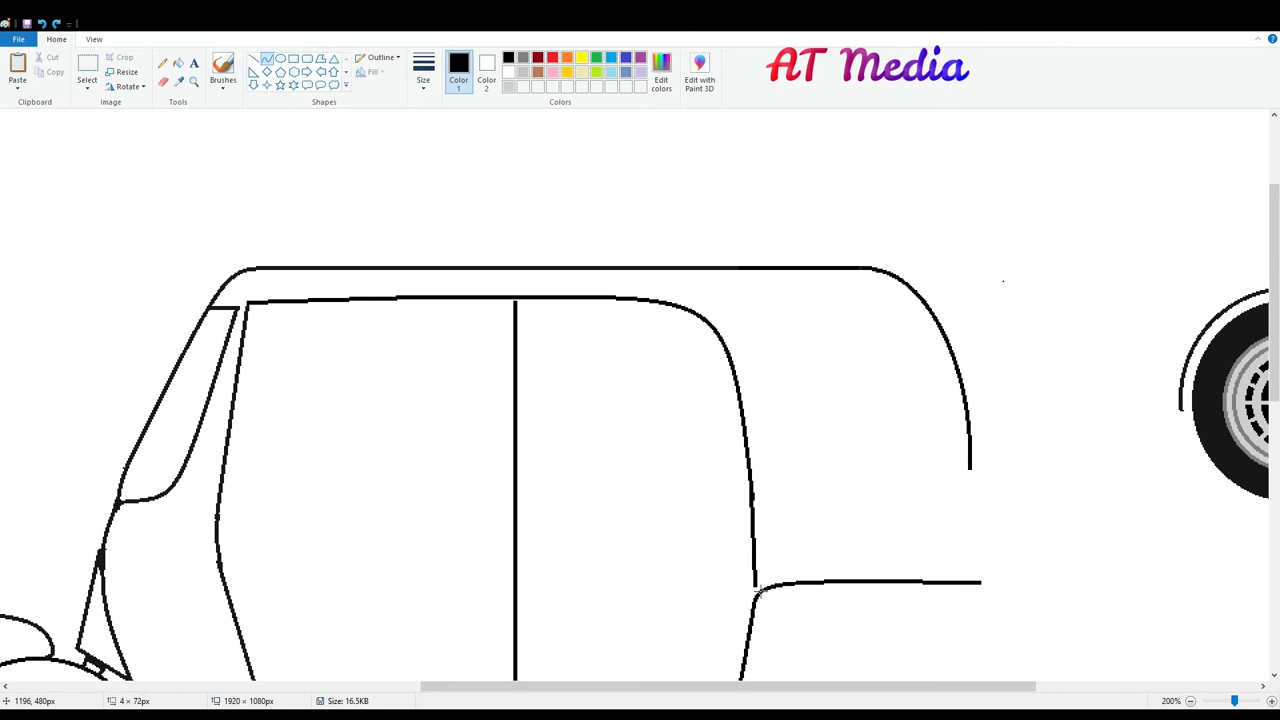 File Home View
Paste
Cut
Copy
Clipboard
Select
Crop
Resize
Rotate
Image
Tools
Brushes
Shapes
Outline
Fill
Size
Color 1
Color 2
Colors
Edit colors
Edit with Paint 3D
AT Media
1196, 480px
4 × 72px
1920 × 1080px
Size: 16.5KB
200%